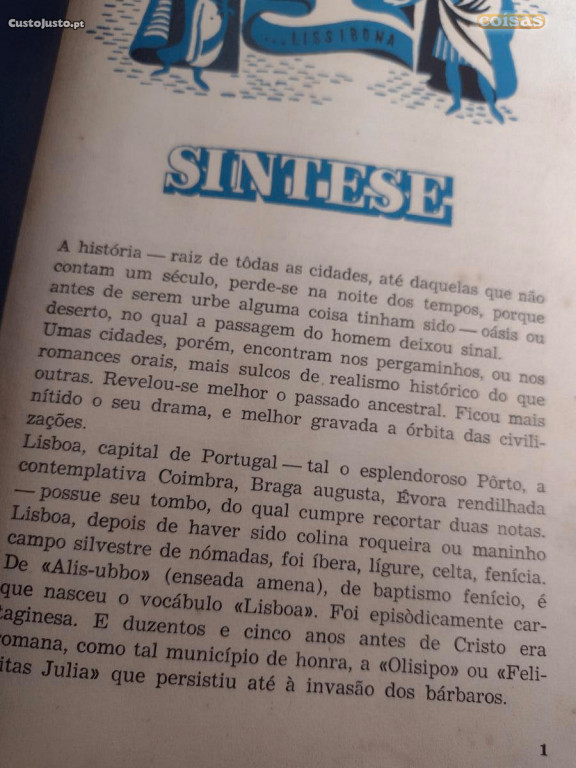 CustoJusto.pt
coisas
... LISSIBONA
SINTESE
A história — raiz de tôdas as cidades, até daquelas que não
contam um século, perde-se na noite dos tempos, porque
antes de serem urbe alguma coisa tinham sido — oásis ou
deserto, no qual a passagem do homem deixou sinal.
Umas cidades, porém, encontram nos pergaminhos, ou nos
romances orais, mais sulcos de realismo histórico do que
outras. Revelou-se melhor o passado ancestral. Ficou mais
nítido o seu drama, e melhor gravada a órbita das civili-
zações.
Lisboa, capital de Portugal — tal o esplendoroso Pôrto, a
contemplativa Coimbra, Braga augusta, Évora rendilhada
— possue seu tombo, do qual cumpre recortar duas notas.
Lisboa, depois de haver sido colina roqueira ou maninho
campo silvestre de nómadas, foi íbera, lígure, celta, fenícia.
De «Alis-ubbo» (enseada amena), de baptismo fenício, é
que nasceu o vocábulo «Lisboa». Foi episòdicamente car-
taginesa. E duzentos e cinco anos antes de Cristo era
romana, como tal município de honra, a «Olisipo» ou «Feli-
itas Julia» que persistiu até à invasão dos bárbaros.
1